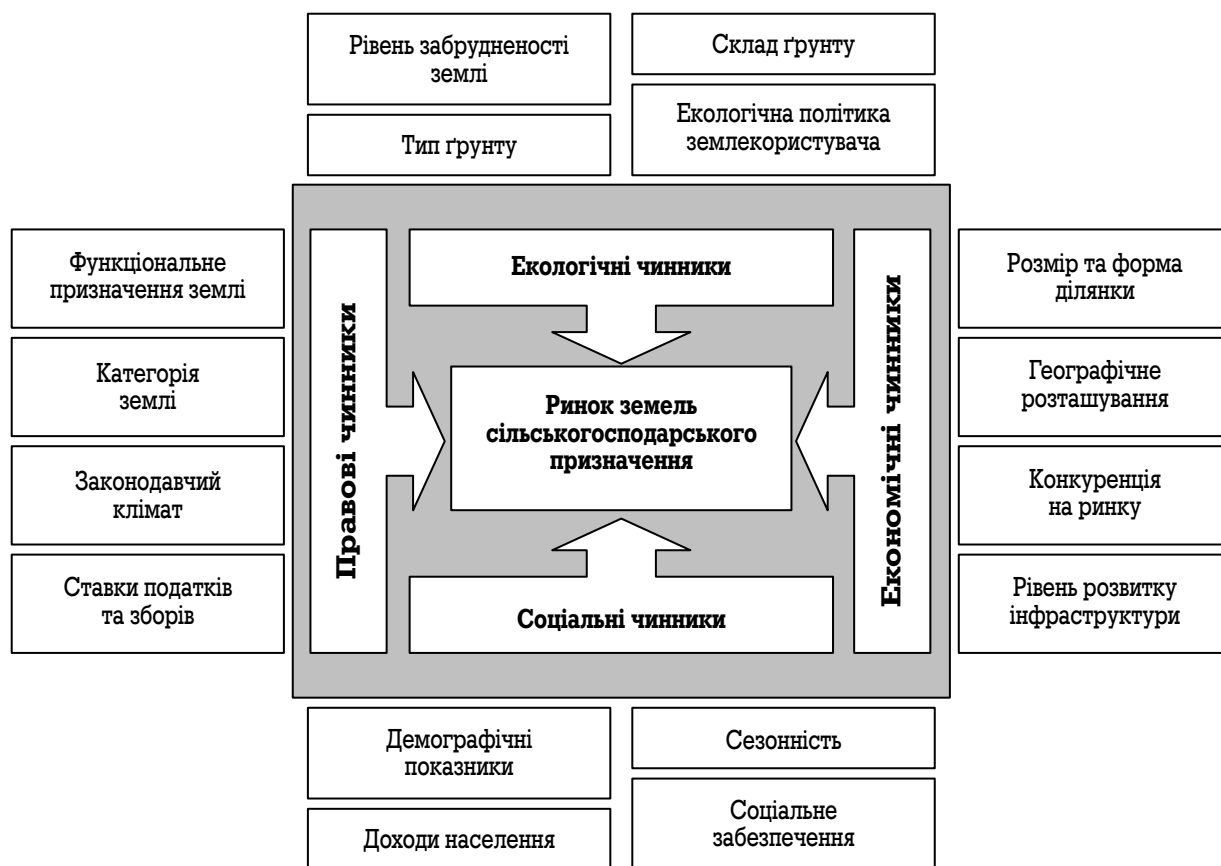 Рівень забрудненості
землі
Склад ґрунту
Тип ґрунту
Екологічна політика
землекористувача
Функціональне
призначення землі
Категорія
землі
Законодавчий
клімат
Ставки податків
та зборів
Правові чинники
Екологічні чинники
Ринок земель
сільськогосподарського
призначення
Соціальні чинники
Економічні чинники
Розмір та форма
ділянки
Географічне
розташування
Конкуренція
на ринку
Рівень розвитку
інфраструктури
Демографічні
показники
Сезонність
Доходи населення
Соціальне
забезпечення